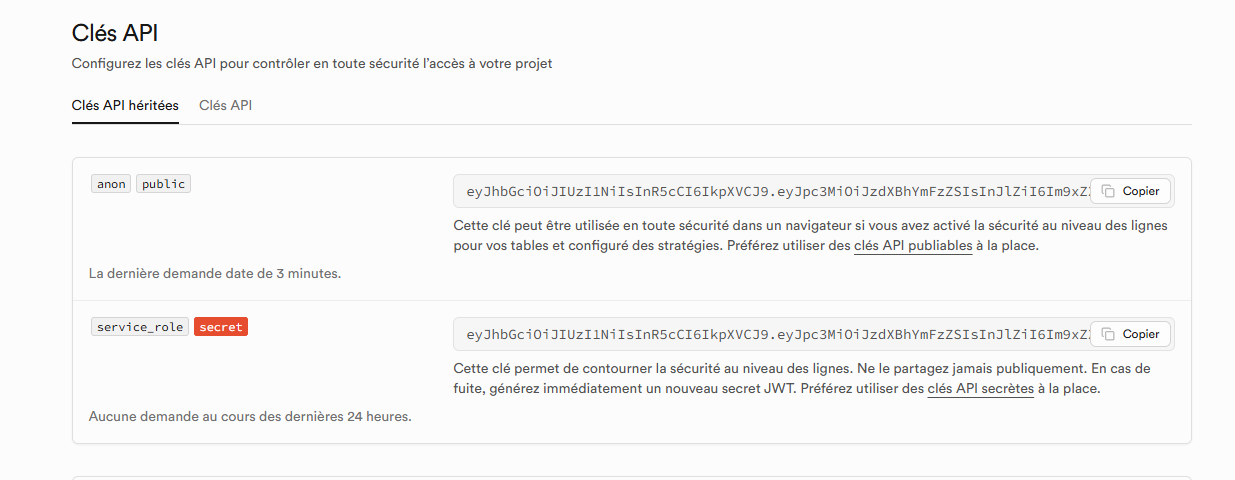 Clés API
Configurez les clés API pour contrôler en toute sécurité l'accès à votre projet
Clés API héritées Clés API
anon public
eyJhbGciOiJIUzI1NiIsInR5cCI6IkpXVCJ9.eyJpc3MiOiJzdXBhYmFzZSIsInJlZiI6Im9xZ Copier
Cette clé peut être utilisée en toute sécurité dans un navigateur si vous avez activé la sécurité au niveau des lignes
pour vos tables et configuré des stratégies. Préférez utiliser des clés API publiables à la place.
La dernière demande date de 3 minutes.
service_role secret
eyJhbGciOiJIUzI1NiIsInR5cCI6IkpXVCJ9.eyJpc3MiOiJzdXBhYmFzZSIsInJlZiI6Im9xZ Copier
Cette clé permet de contourner la sécurité au niveau des lignes. Ne le partagez jamais publiquement. En cas de
fuite, générez immédiatement un nouveau secret JWT. Préférez utiliser des clés API secrètes à la place.
Aucune demande au cours des dernières 24 heures.